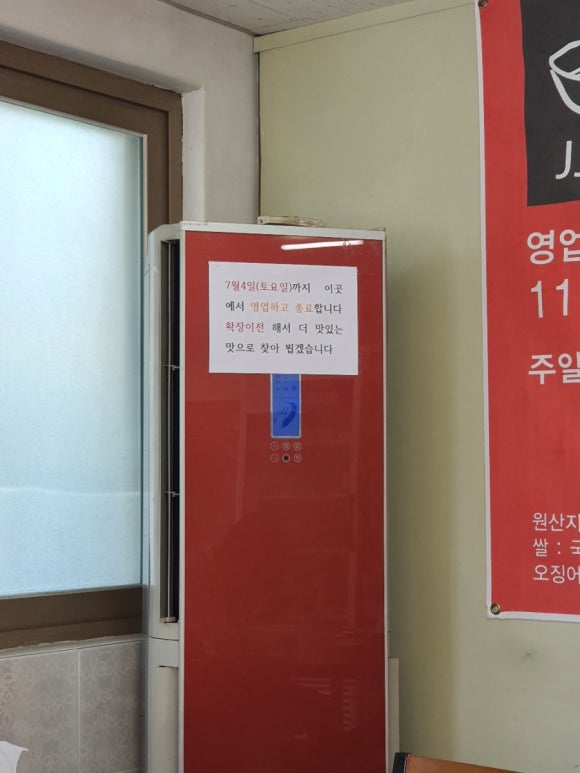 7월4일(토요일)까지 이곳
에서 영업하고 종료합니다
확장이전 해서 더 맛있는
맛으로 찾아 뵙겠습니다
영업
11
주일
원산지
쌀 : 국
오징어